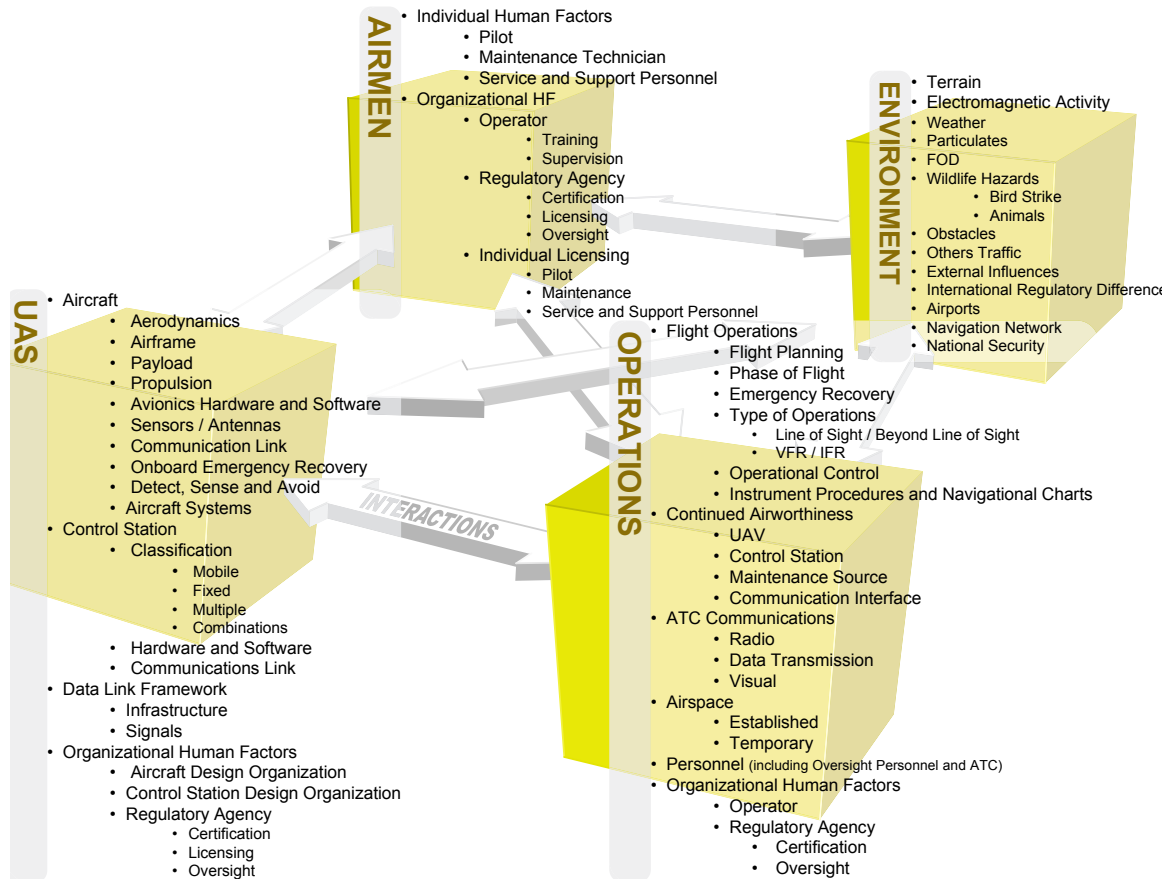 AIRMEN
• Individual Human Factors
• Pilot
• Maintenance Technician
• Service and Support Personnel
• Organizational HF
• Operator
• Training
• Supervision
• Regulatory Agency
• Certification
• Licensing
• Oversight
• Individual Licensing
• Pilot
• Maintenance
• Service and Support Personnel
ENVIRONMENT
• Terrain
• Electromagnetic Activity
• Weather
• Particulates
• FOD
• Wildlife Hazards
• Bird Strike
• Animals
• Obstacles
• Others Traffic
• External Influences
• International Regulatory Difference
• Airports
• Navigation Network
• National Security
UAS
• Aircraft
• Aerodynamics
• Airframe
• Payload
• Propulsion
• Avionics Hardware and Software
• Sensors / Antennas
• Communication Link
• Onboard Emergency Recovery
• Detect, Sense and Avoid
• Aircraft Systems
• Control Station
• Classification
• Mobile
• Fixed
• Multiple
• Combinations
• Hardware and Software
• Communications Link
• Data Link Framework
• Infrastructure
• Signals
• Organizational Human Factors
• Aircraft Design Organization
• Control Station Design Organization
• Regulatory Agency
• Certification
• Licensing
• Oversight
INTERACTIONS
OPERATIONS
• Flight Operations
• Flight Planning
• Phase of Flight
• Emergency Recovery
• Type of Operations
• Line of Sight / Beyond Line of Sight
• VFR / IFR
• Operational Control
• Instrument Procedures and Navigational Charts
• Continued Airworthiness
• UAV
• Control Station
• Maintenance Source
• Communication Interface
• ATC Communications
• Radio
• Data Transmission
• Visual
• Airspace
• Established
• Temporary
• Personnel (including Oversight Personnel and ATC)
• Organizational Human Factors
• Operator
• Regulatory Agency
• Certification
• Oversight